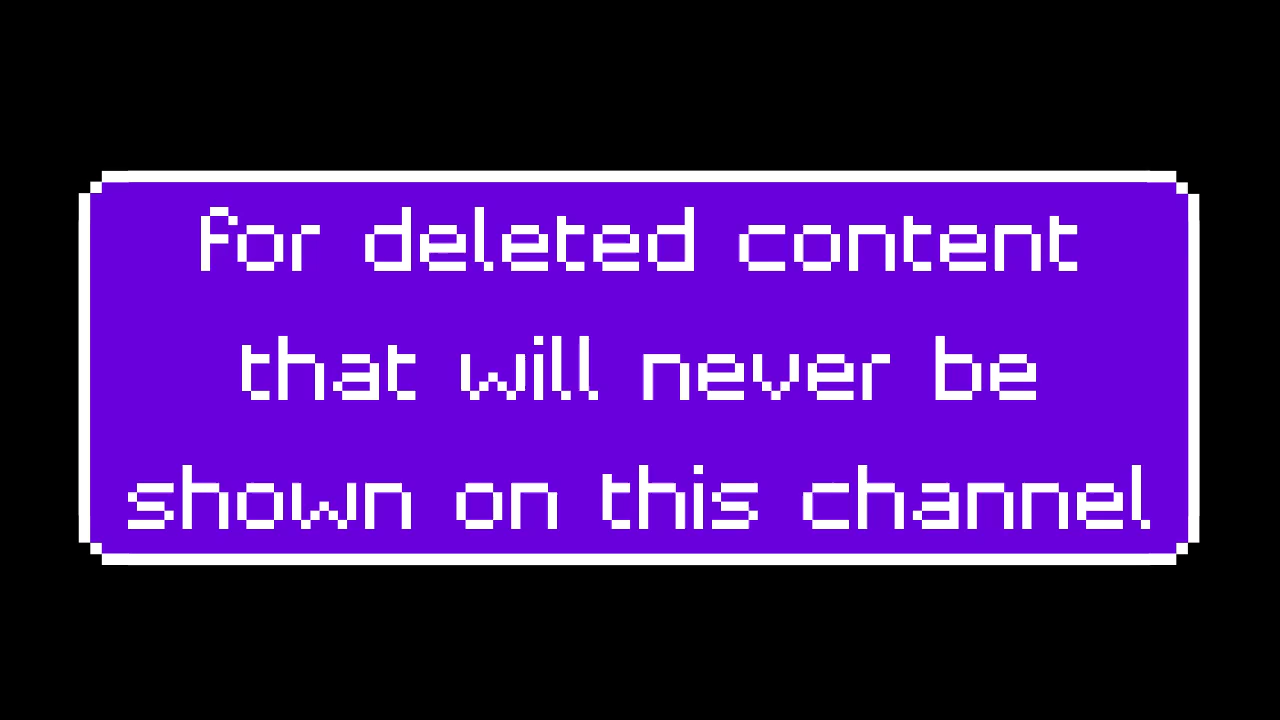 for deleted content
that will never be
shown on this channel